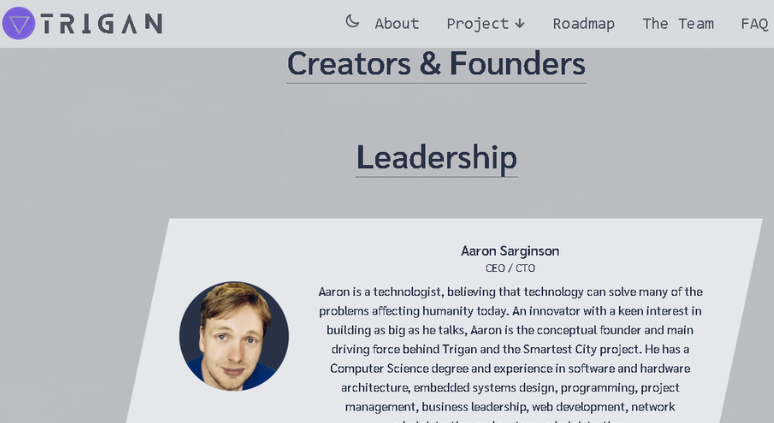 TRIGAN
About Project ↓ Roadmap The Team FAQ
Creators & Founders
Leadership
Aaron Sarginson
CEO / CTO
Aaron is a technologist, believing that technology can solve many of the
problems affecting humanity today. An innovator with a keen interest in
building as big as he talks, Aaron is the conceptual founder and main
driving force behind Trigan and the Smartest City project. He has a
Computer Science degree and experience in software and hardware
architecture, embedded systems design, programming, project
management, business leadership, web development, network